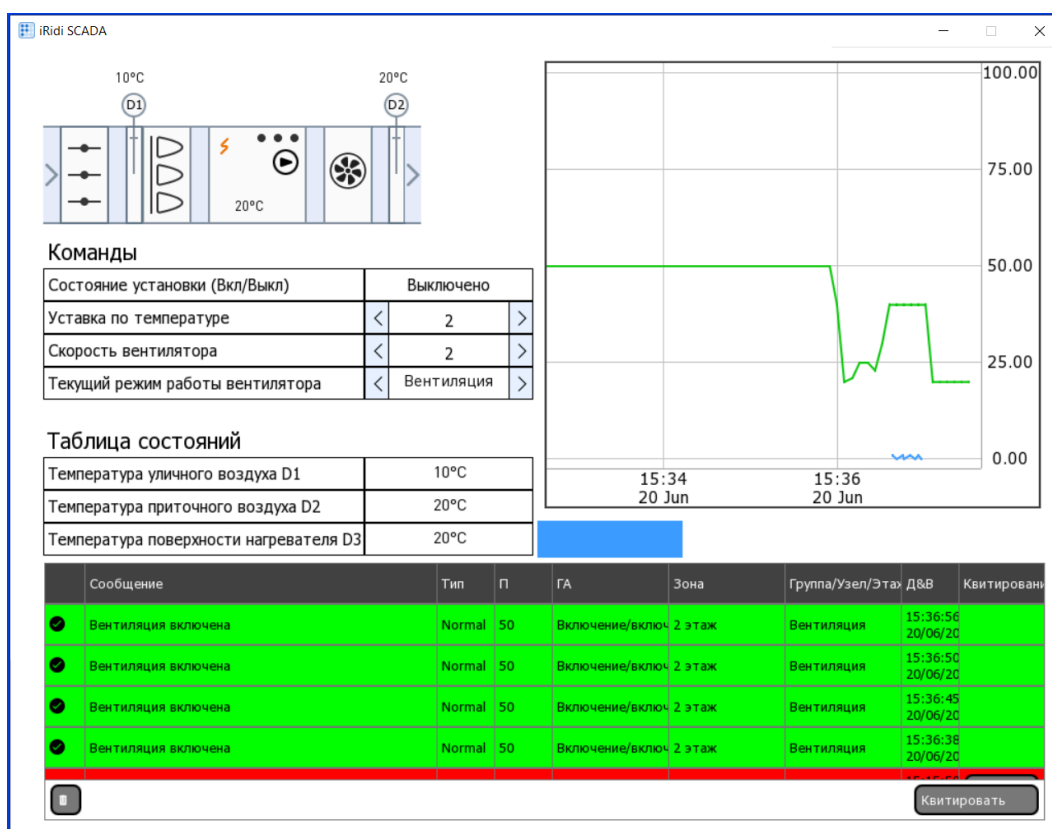 iRidi SCADA
10°C
20°C
D1
D2
20°C
Команды
Состояние установки (Вкл/Выкл) Выключено
Уставка по температуре 2
Скорость вентилятора 2
Текущий режим работы вентилятора Вентиляция
Таблица состояний
Температура уличного воздуха D1 10°C
Температура приточного воздуха D2 20°C
Температура поверхности нагревателя D3 20°C
100.00
75.00
50.00
25.00
0.00
15:34 15:36
20 Jun 20 Jun
Сообщение Тип П ГА Зона Группа/Узел/Этаж Д&В Квитировани
Вентиляция включена Normal 50 Включение/включ 2 этаж Вентиляция 15:36:56
20/06/20
Вентиляция включена Normal 50 Включение/включ 2 этаж Вентиляция 15:36:50
20/06/20
Вентиляция включена Normal 50 Включение/включ 2 этаж Вентиляция 15:36:45
20/06/20
Вентиляция включена Normal 50 Включение/включ 2 этаж Вентиляция 15:36:38
20/06/20
Квитировать